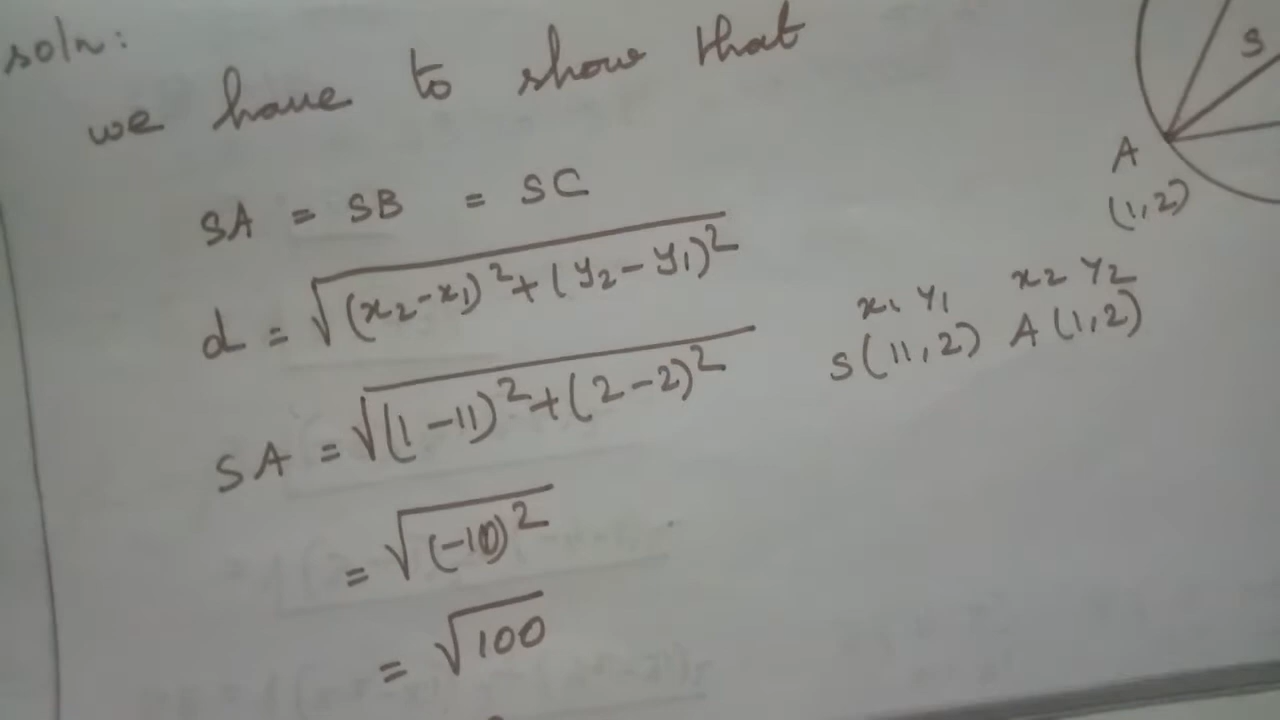 soln:
we have to show that
SA = SB = SC
d = √(x₂-x₁)²+(y₂-y₁)²
SA = √(1-11)²+(2-2)²
= √(-10)²
= √100
S
A
(1,2)
x₁ y₁ x₂ y₂
S(11,2) A(1,2)